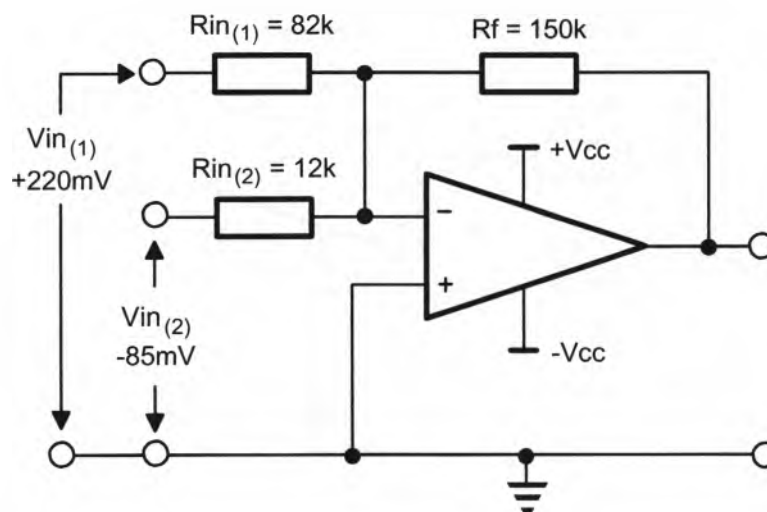 Rin(1) = 82k
Rf = 150k
Vin(1)
+220mV
Rin(2) = 12k
+Vcc
−
+
Vin(2)
-85mV
-Vcc